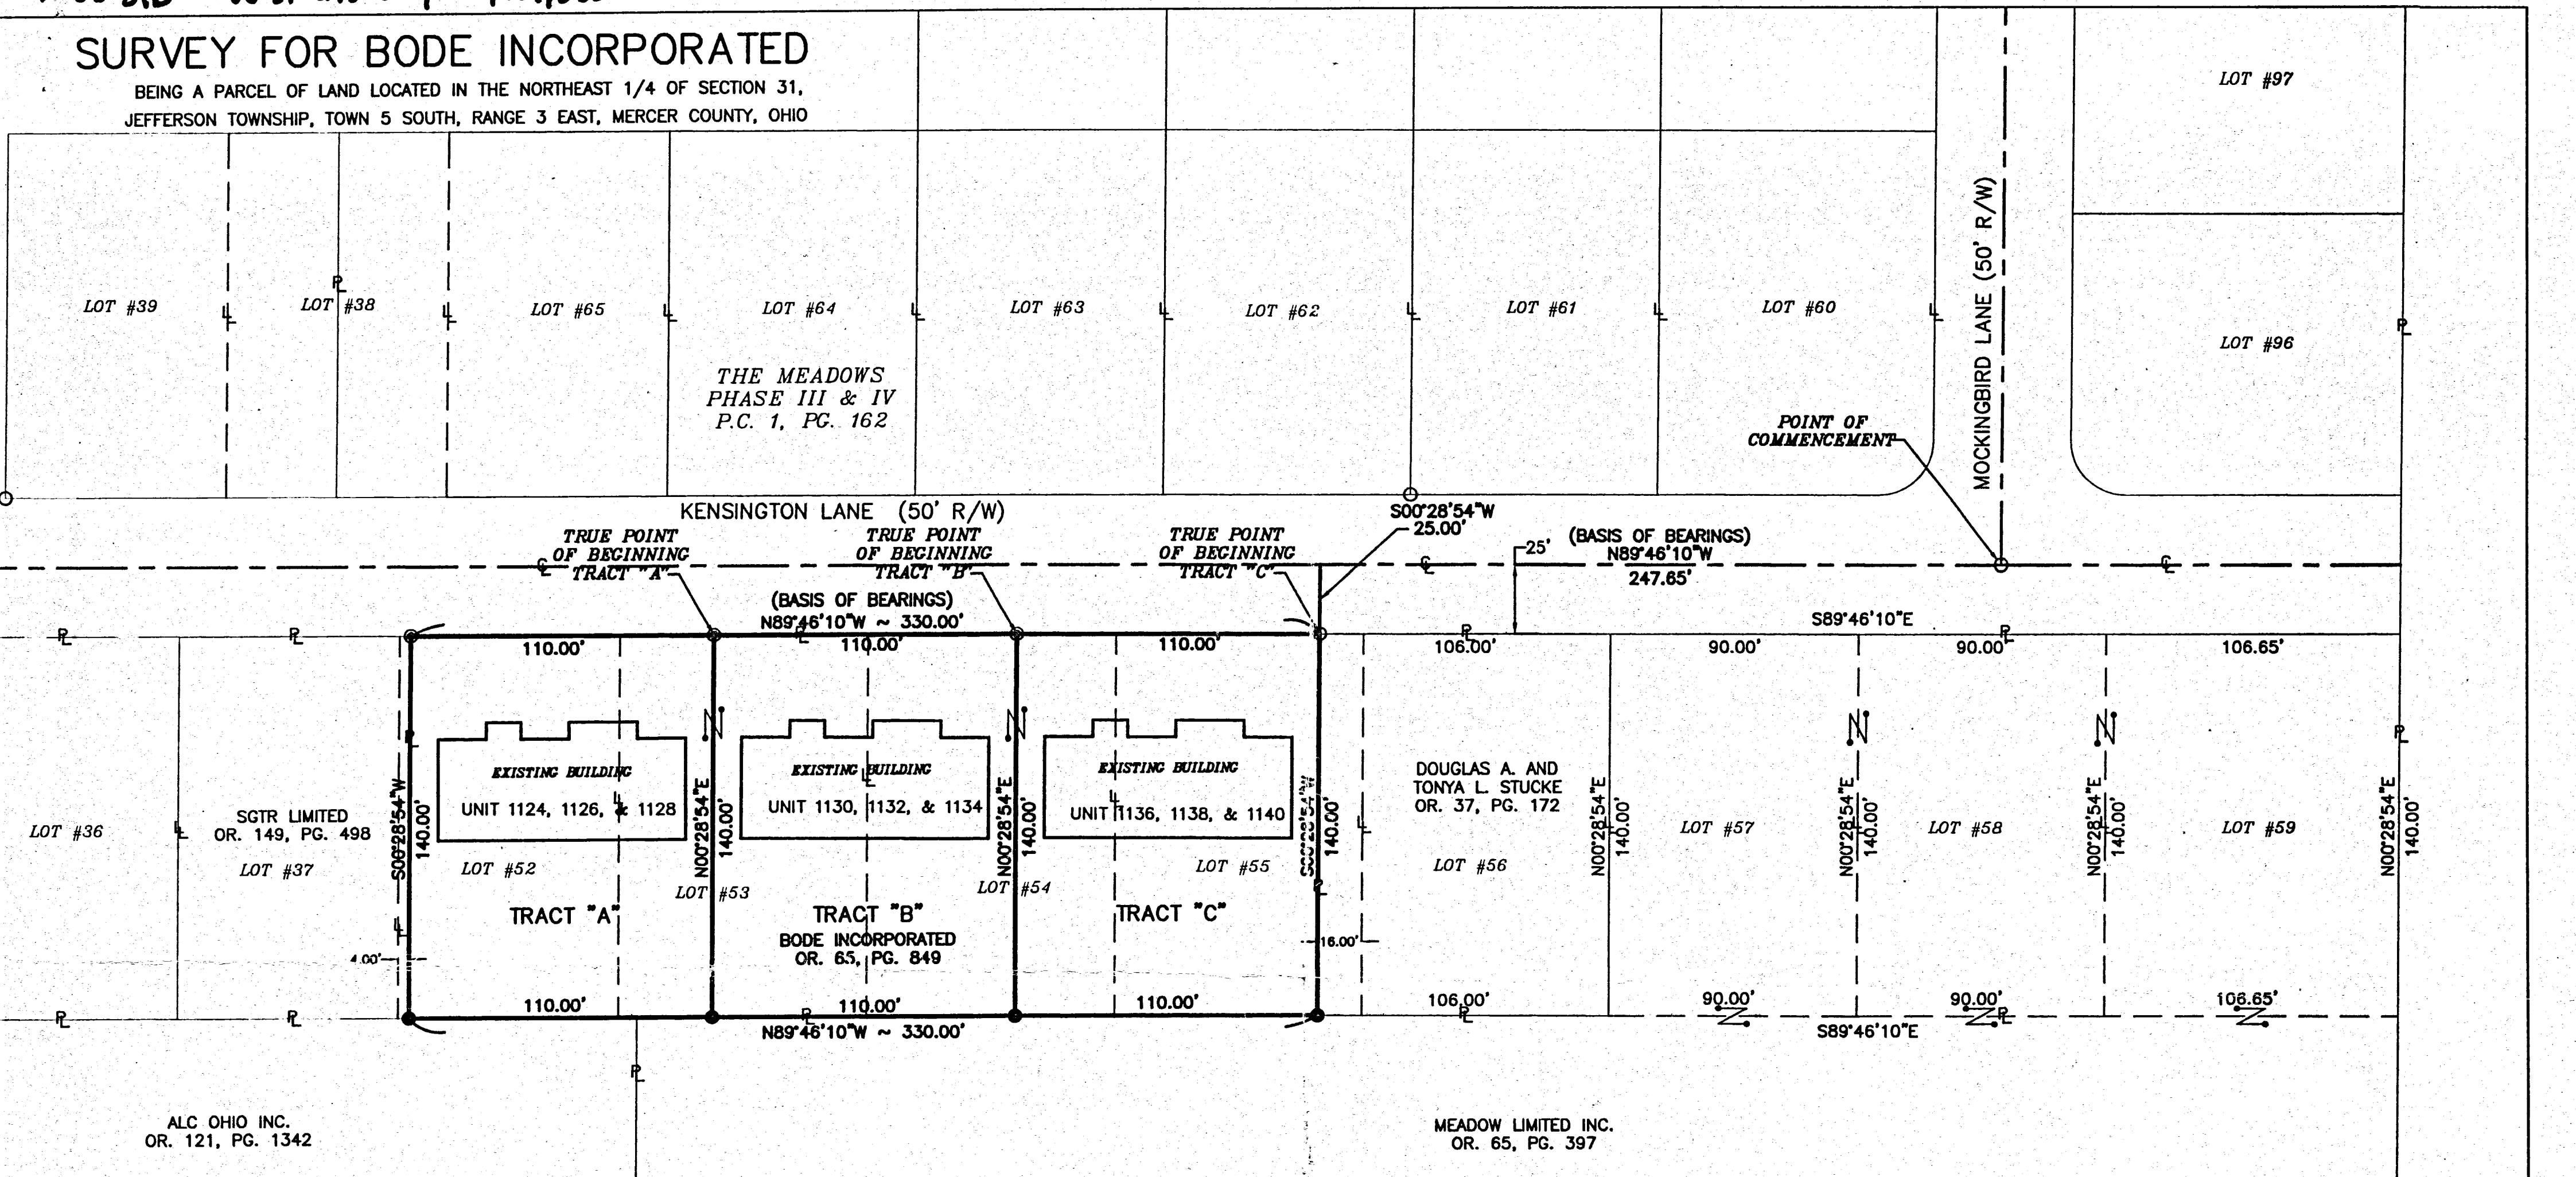 SURVEY FOR BODE INCORPORATED
BEING A PARCEL OF LAND LOCATED IN THE NORTHEAST 1/4 OF SECTION 31,
JEFFERSON TOWNSHIP, TOWN 5 SOUTH, RANGE 3 EAST, MERCER COUNTY, OHIO
LOT #97
MOCKINGBIRD LANE (50' R/W)
LOT #39
LOT #38
LOT #65
LOT #64
LOT #63
LOT #62
LOT #61
LOT #60
LOT #96
THE MEADOWS
PHASE III & IV
P.C. 1, PG. 162
POINT OF
COMMENCEMENT
KENSINGTON LANE (50' R/W)
S00°28'54"W
25.00'
TRUE POINT
OF BEGINNING
TRACT "A"
TRUE POINT
OF BEGINNING
TRACT "B"
TRUE POINT
OF BEGINNING
TRACT "C"
25'
(BASIS OF BEARINGS)
N89°46'10"W
247.65'
(BASIS OF BEARINGS)
N89°46'10"W ~ 330.00'
S89°46'10"E
110.00'
110.00'
110.00'
106.00'
90.00'
90.00'
106.65'
EXISTING BUILDING
UNIT 1124, 1126, & 1128
EXISTING BUILDING
UNIT 1130, 1132, & 1134
EXISTING BUILDING
UNIT 1136, 1138, & 1140
DOUGLAS A. AND
TONYA L. STUCKE
OR. 37, PG. 172
SGTR LIMITED
OR. 149, PG. 498
S00°28'54"W
140.00'
N00°28'54"E
140.00'
N00°28'54"E
140.00'
S00°28'54"W
140.00'
N00°28'54"E
140.00'
N00°28'54"E
140.00'
N00°28'54"E
140.00'
N00°28'54"E
140.00'
LOT #36
LOT #37
LOT #52
LOT #53
LOT #54
LOT #55
LOT #56
LOT #57
LOT #58
LOT #59
TRACT "A"
TRACT "B"
TRACT "C"
BODE INCORPORATED
OR. 65, PG. 849
4.00'
16.00'
110.00'
110.00'
110.00'
106.00'
90.00'
90.00'
106.65'
N89°46'10"W ~ 330.00'
S89°46'10"E
ALC OHIO INC.
OR. 121, PG. 1342
MEADOW LIMITED INC.
OR. 65, PG. 397